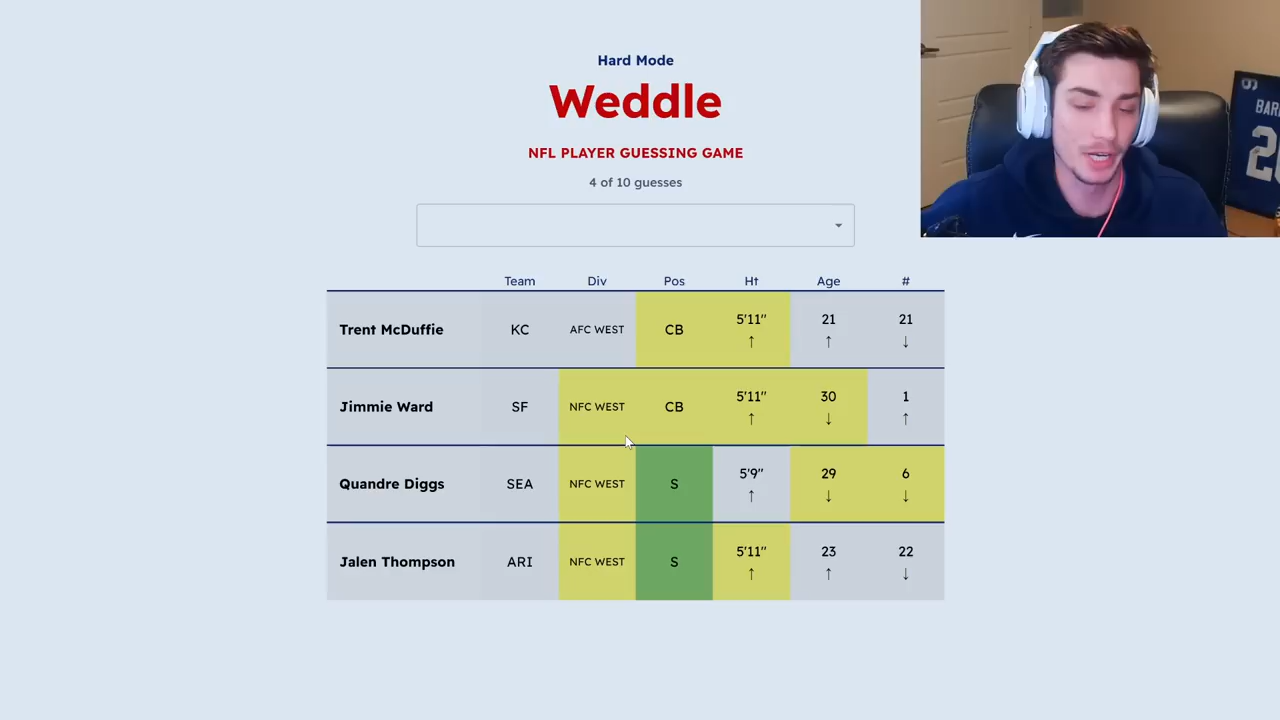 Hard Mode
Weddle
NFL PLAYER GUESSING GAME
4 of 10 guesses
Team Div Pos Ht Age #
Trent McDuffie KC AFC WEST CB 5'11" 21 21
↑ ↑ ↓
Jimmie Ward SF NFC WEST CB 5'11" 30 1
↑ ↓ ↑
Quandre Diggs SEA NFC WEST S 5'9" 29 6
↑ ↓ ↓
Jalen Thompson ARI NFC WEST S 5'11" 23 22
↑ ↑ ↓